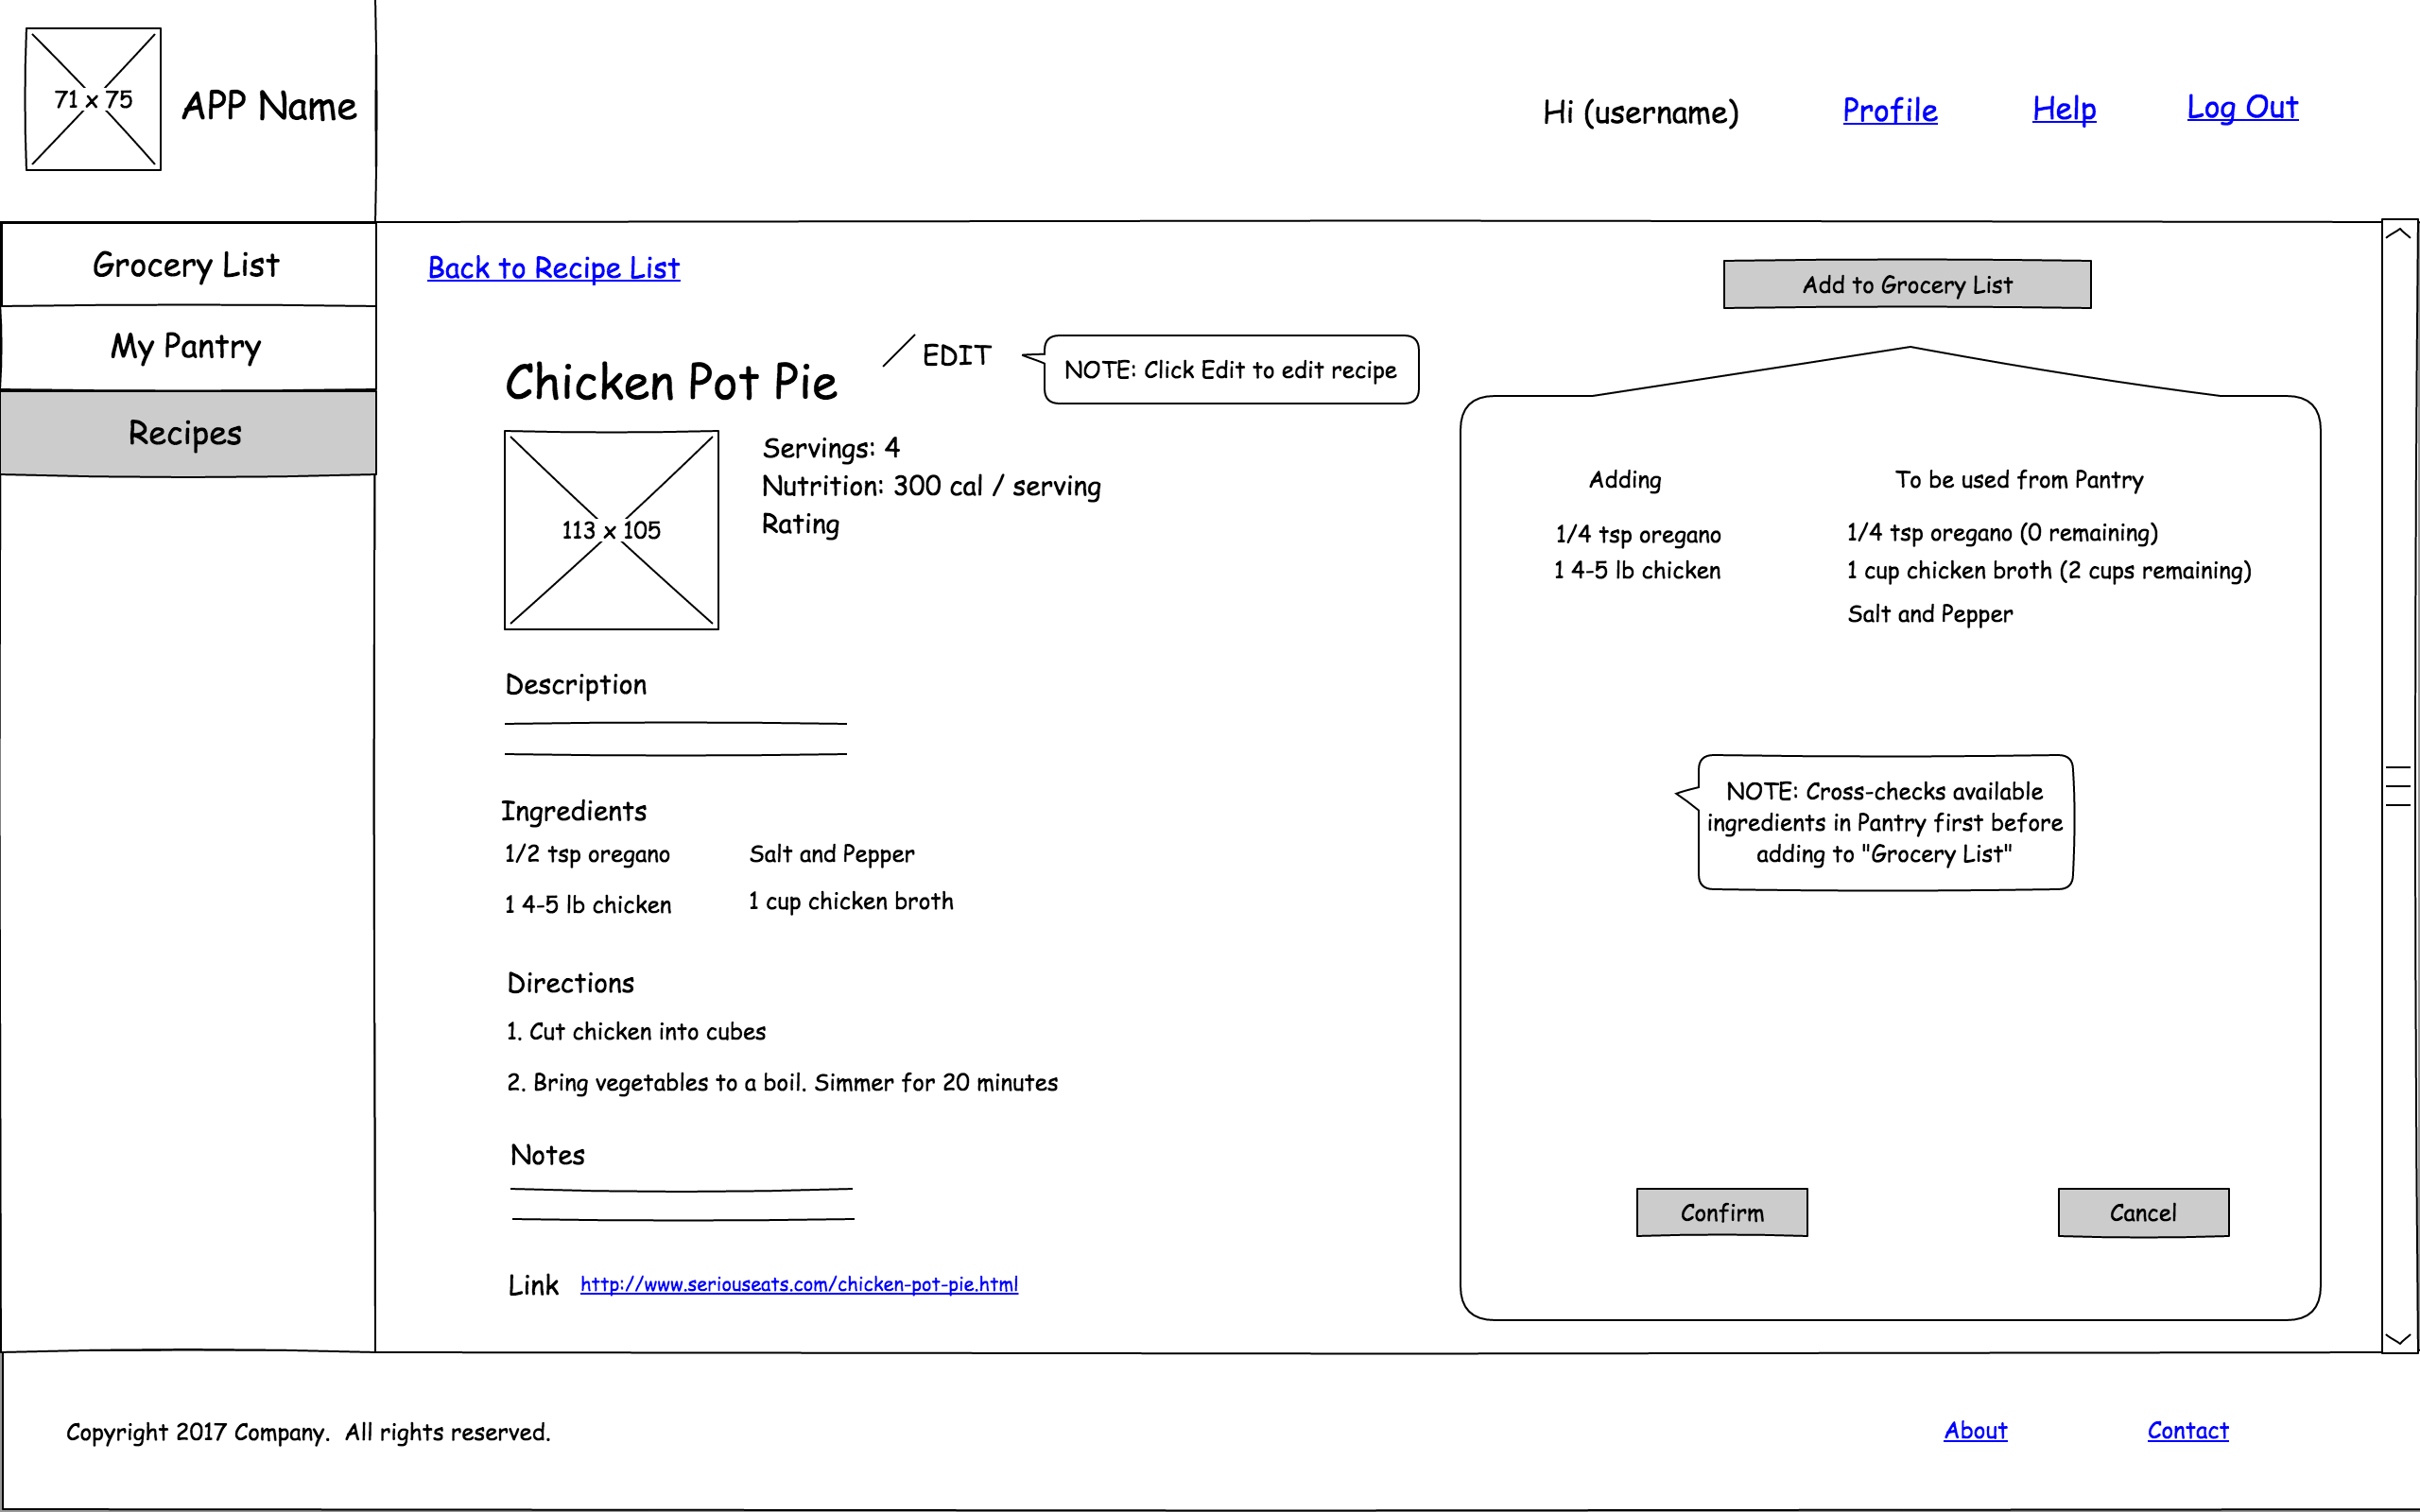 71 x 75
APP Name
Hi (username)
Profile
Help
Log Out
Grocery List
My Pantry
Recipes
Back to Recipe List
Add to Grocery List
Chicken Pot Pie
EDIT
NOTE: Click Edit to edit recipe
113 x 105
Servings: 4
Nutrition: 300 cal / serving
Rating
Description
Ingredients
1/2 tsp oregano
Salt and Pepper
1 4-5 lb chicken
1 cup chicken broth
Directions
1. Cut chicken into cubes
2. Bring vegetables to a boil. Simmer for 20 minutes
Notes
Link http://www.seriouseats.com/chicken-pot-pie.html
Adding
To be used from Pantry
1/4 tsp oregano
1/4 tsp oregano (0 remaining)
1 4-5 lb chicken
1 cup chicken broth (2 cups remaining)
Salt and Pepper
NOTE: Cross-checks available
ingredients in Pantry first before
adding to "Grocery List"
Confirm
Cancel
Copyright 2017 Company. All rights reserved.
About
Contact